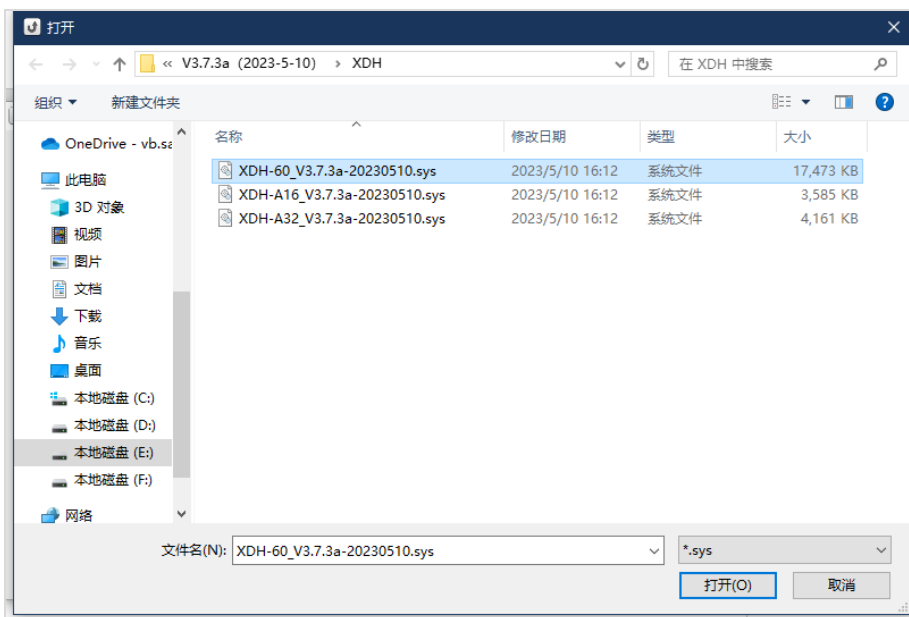 打开
« V3.7.3a (2023-5-10) › XDH
在 XDH 中搜索
组织 新建文件夹
名称 修改日期 类型 大小
XDH-60_V3.7.3a-20230510.sys 2023/5/10 16:12 系统文件 17,473 KB
XDH-A16_V3.7.3a-20230510.sys 2023/5/10 16:12 系统文件 3,585 KB
XDH-A32_V3.7.3a-20230510.sys 2023/5/10 16:12 系统文件 4,161 KB
OneDrive - vb.sa
此电脑
3D 对象
视频
图片
文档
下载
音乐
桌面
本地磁盘 (C:)
本地磁盘 (D:)
本地磁盘 (E:)
本地磁盘 (F:)
网络
文件名(N): XDH-60_V3.7.3a-20230510.sys *.sys
打开(O) 取消